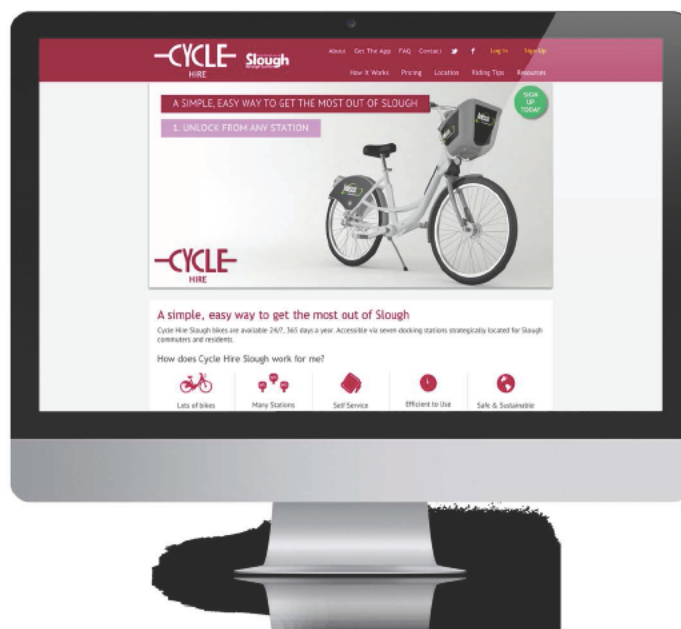 CYCLE
HIRE
Slough
About Get The App FAQ Contact Log In Sign Up
How It Works Pricing Location Riding Tips Resources
A SIMPLE, EASY WAY TO GET THE MOST OUT OF SLOUGH
1. UNLOCK FROM ANY STATION
SIGN
UP
TODAY
CYCLE
HIRE
A simple, easy way to get the most out of Slough
Cycle Hire Slough bikes are available 24/7, 365 days a year. Accessible via seven docking stations strategically located for Slough
commuters and residents.
How does Cycle Hire Slough work for me?
Lots of bikes Many Stations Self Service Efficient to Use Safe & Sustainable